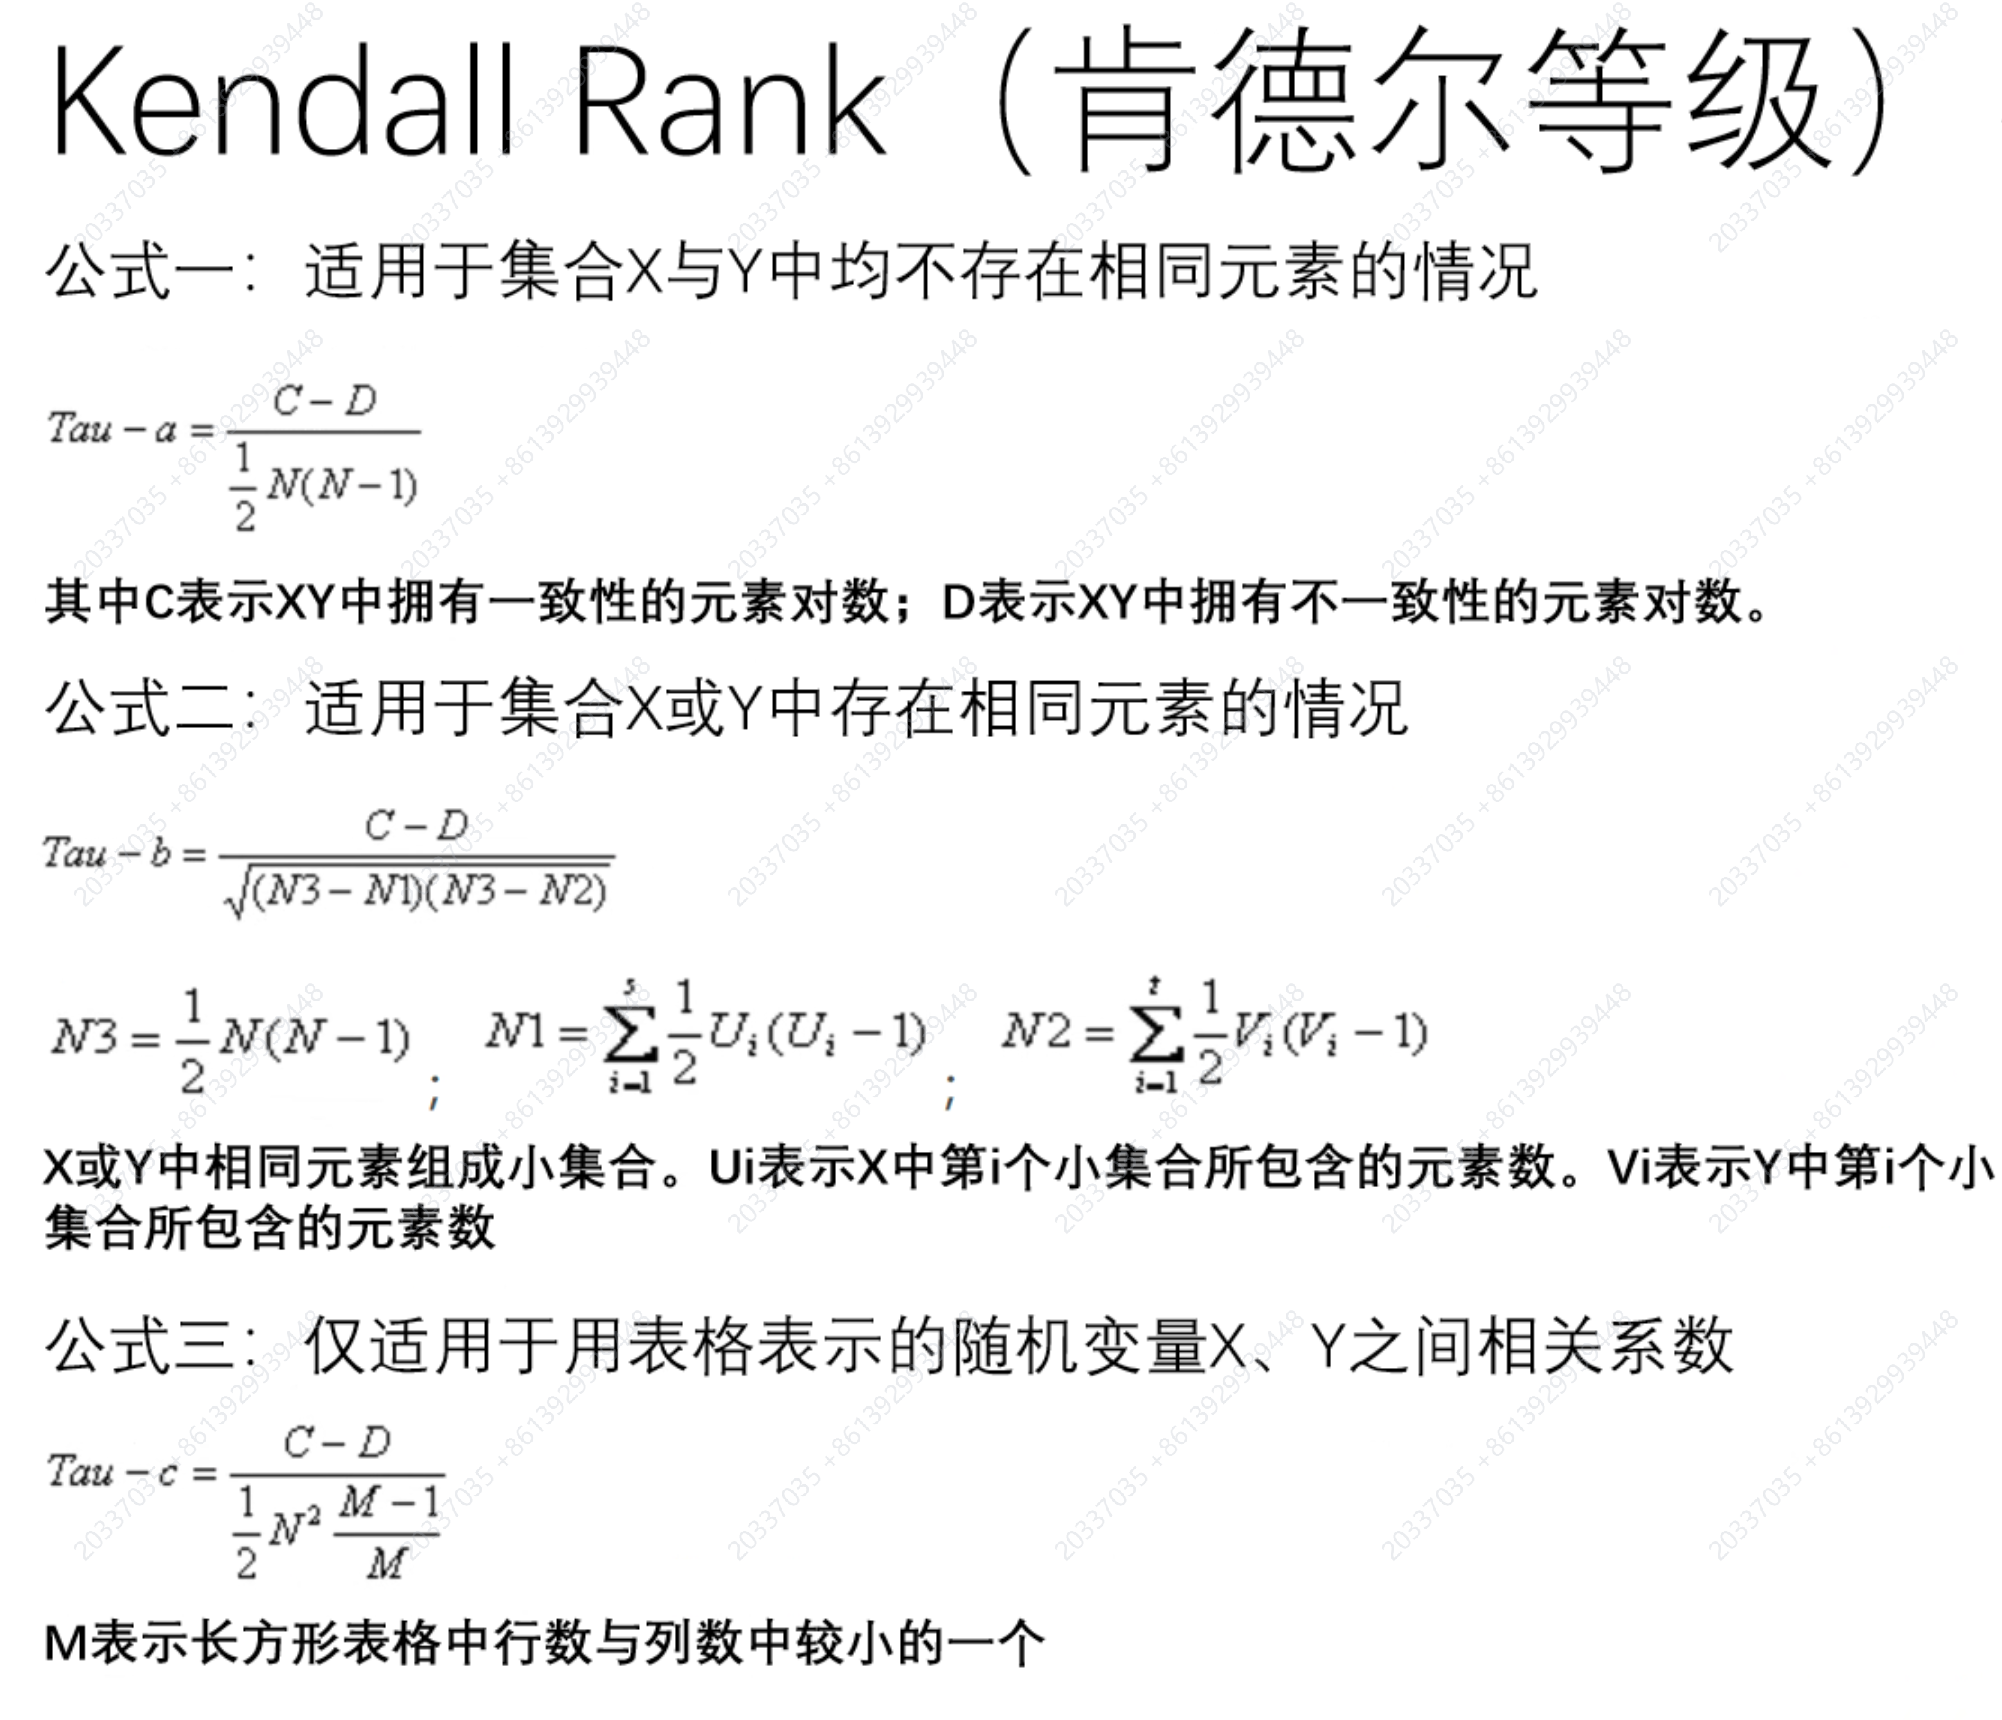 Kendall Rank（肯德尔等级）
公式一：适用于集合X与Y中均不存在相同元素的情况
Tau − a = \frac{C − D}{\frac{1}{2} N(N − 1)}
其中C表示XY中拥有一致性的元素对数；D表示XY中拥有不一致性的元素对数。
公式二：适用于集合X或Y中存在相同元素的情况
Tau − b = \frac{C − D}{\sqrt{(N3 − N1)(N3 − N2)}}
N3 = \frac{1}{2} N(N − 1) ; N1 = \sum_{i=1}^{s} \frac{1}{2} U_i(U_i − 1) ; N2 = \sum_{i=1}^{t} \frac{1}{2} V_i(V_i − 1)
X或Y中相同元素组成小集合。Ui表示X中第i个小集合所包含的元素数。Vi表示Y中第i个小
集合所包含的元素数
公式三：仅适用于用表格表示的随机变量X、Y之间相关系数
Tau − c = \frac{C − D}{\frac{1}{2} N^2 \frac{M − 1}{M}}
M表示长方形表格中行数与列数中较小的一个
20337035 +8613929939448